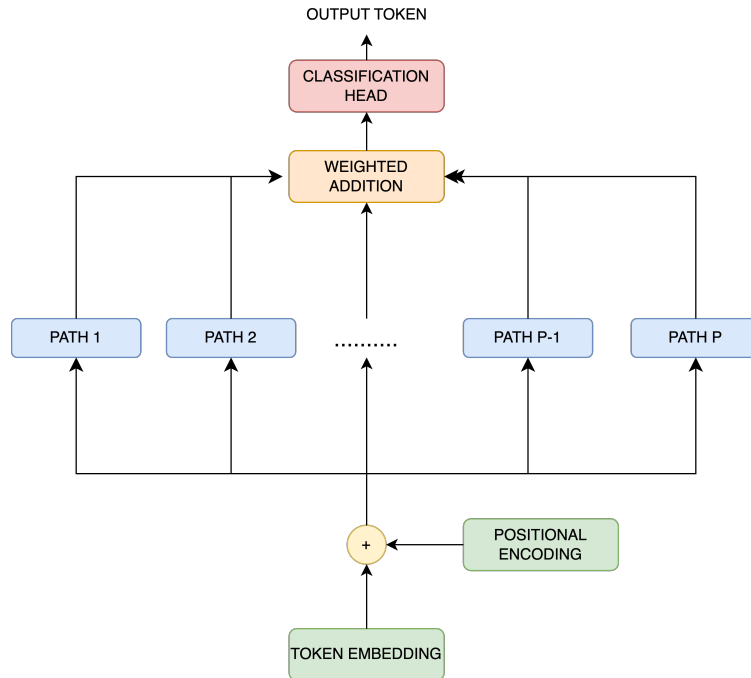 OUTPUT TOKEN
CLASSIFICATION
HEAD
WEIGHTED
ADDITION
PATH 1
PATH 2
..........
PATH P-1
PATH P
+
POSITIONAL
ENCODING
TOKEN EMBEDDING